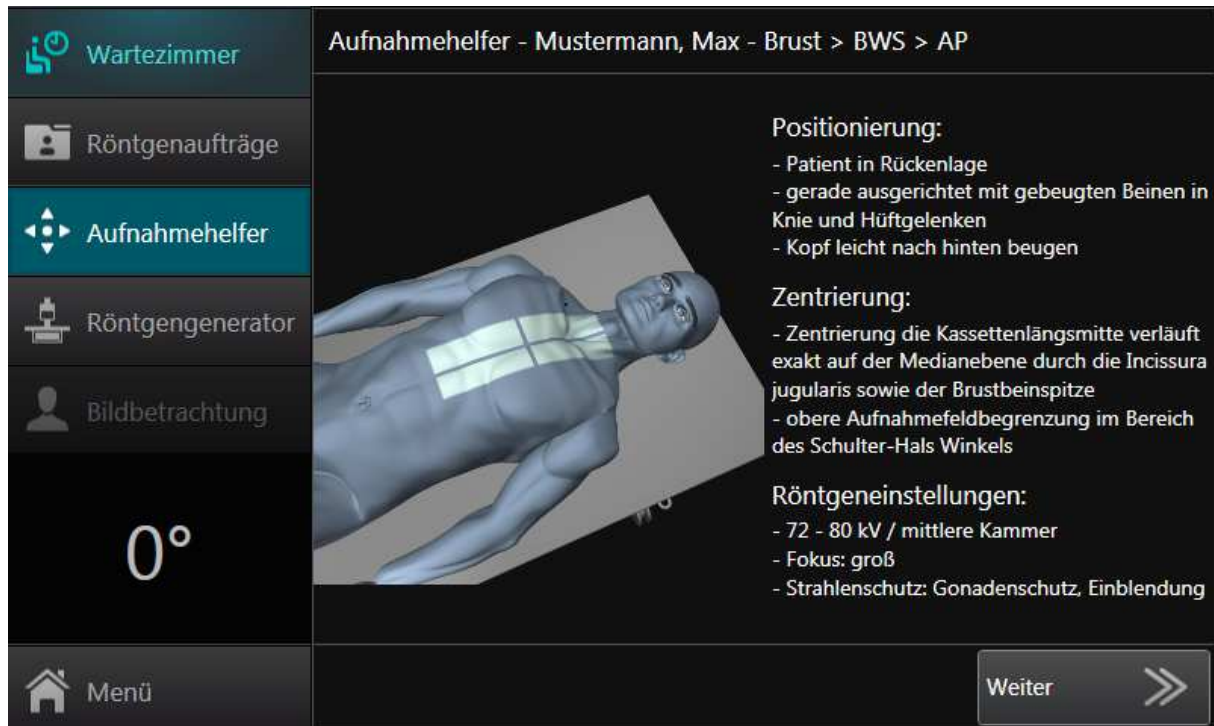 Wartezimmer
Röntgenaufträge
Aufnahmehelfer
Röntgengenerator
Bildbetrachtung
0°
Menü
Aufnahmehelfer - Mustermann, Max - Brust > BWS > AP
Positionierung:
- Patient in Rückenlage
- gerade ausgerichtet mit gebeugten Beinen in
Knie und Hüftgelenken
- Kopf leicht nach hinten beugen
Zentrierung:
- Zentrierung die Kassettenlängsmitte verläuft
exakt auf der Medianebene durch die Incissura
jugularis sowie der Brustbeinspitze
- obere Aufnahmefeldbegrenzung im Bereich
des Schulter-Hals Winkels
Röntgeneinstellungen:
- 72 - 80 kV / mittlere Kammer
- Fokus: groß
- Strahlenschutz: Gonadenschutz, Einblendung
Weiter